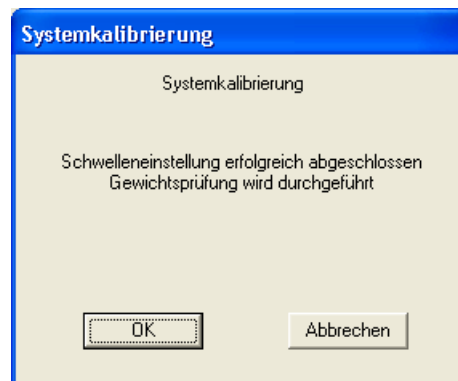 Systemkalibrierung
Systemkalibrierung
Schwelleneinstellung erfolgreich abgeschlossen
Gewichtsprüfung wird durchgeführt
OK
Abbrechen